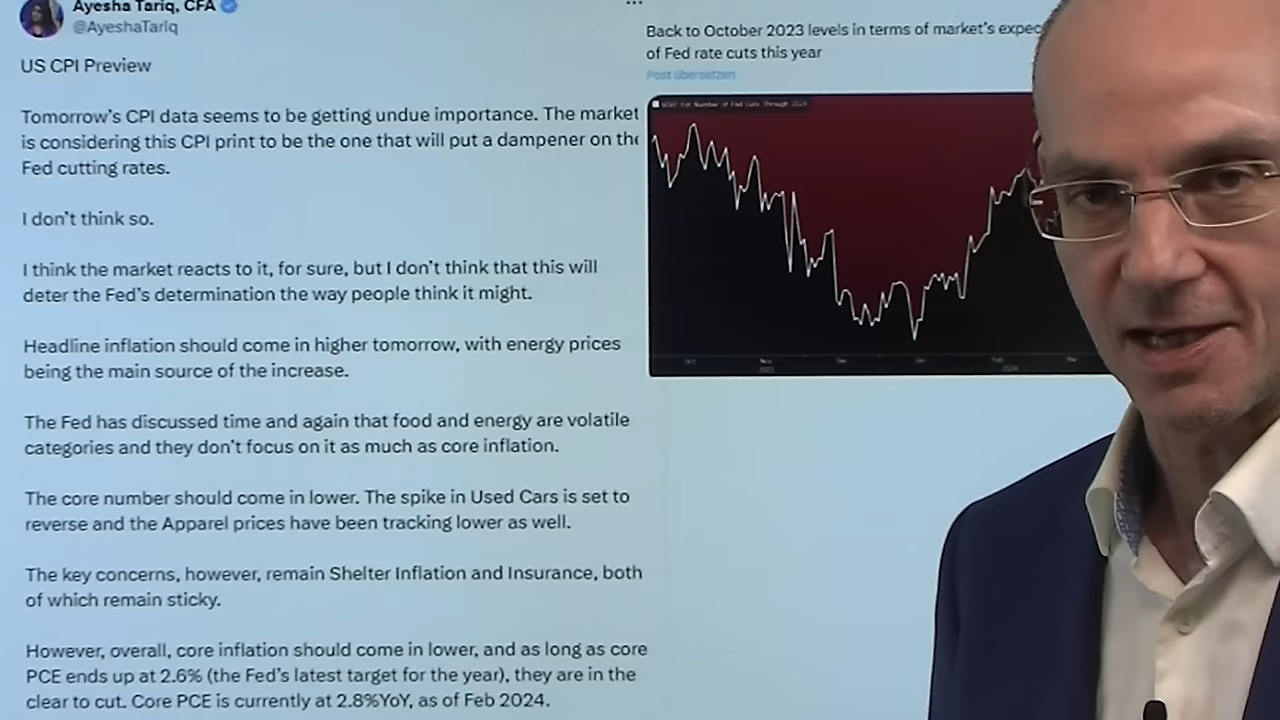 Ayesha Tariq, CFA
@AyeshaTariq
US CPI Preview
Tomorrow's CPI data seems to be getting undue importance. The market
is considering this CPI print to be the one that will put a dampener on the
Fed cutting rates.
I don't think so.
I think the market reacts to it, for sure, but I don't think that this will
deter the Fed's determination the way people think it might.
Headline inflation should come in higher tomorrow, with energy prices
being the main source of the increase.
The Fed has discussed time and again that food and energy are volatile
categories and they don't focus on it as much as core inflation.
The core number should come in lower. The spike in Used Cars is set to
reverse and the Apparel prices have been tracking lower as well.
The key concerns, however, remain Shelter Inflation and Insurance, both
of which remain sticky.
However, overall, core inflation should come in lower, and as long as core
PCE ends up at 2.6% (the Fed's latest target for the year), they are in the
clear to cut. Core PCE is currently at 2.8%YoY, as of Feb 2024.
...
Back to October 2023 levels in terms of market's expec
of Fed rate cuts this year
Post übersetzen
Number of Fed Cuts Through 2024